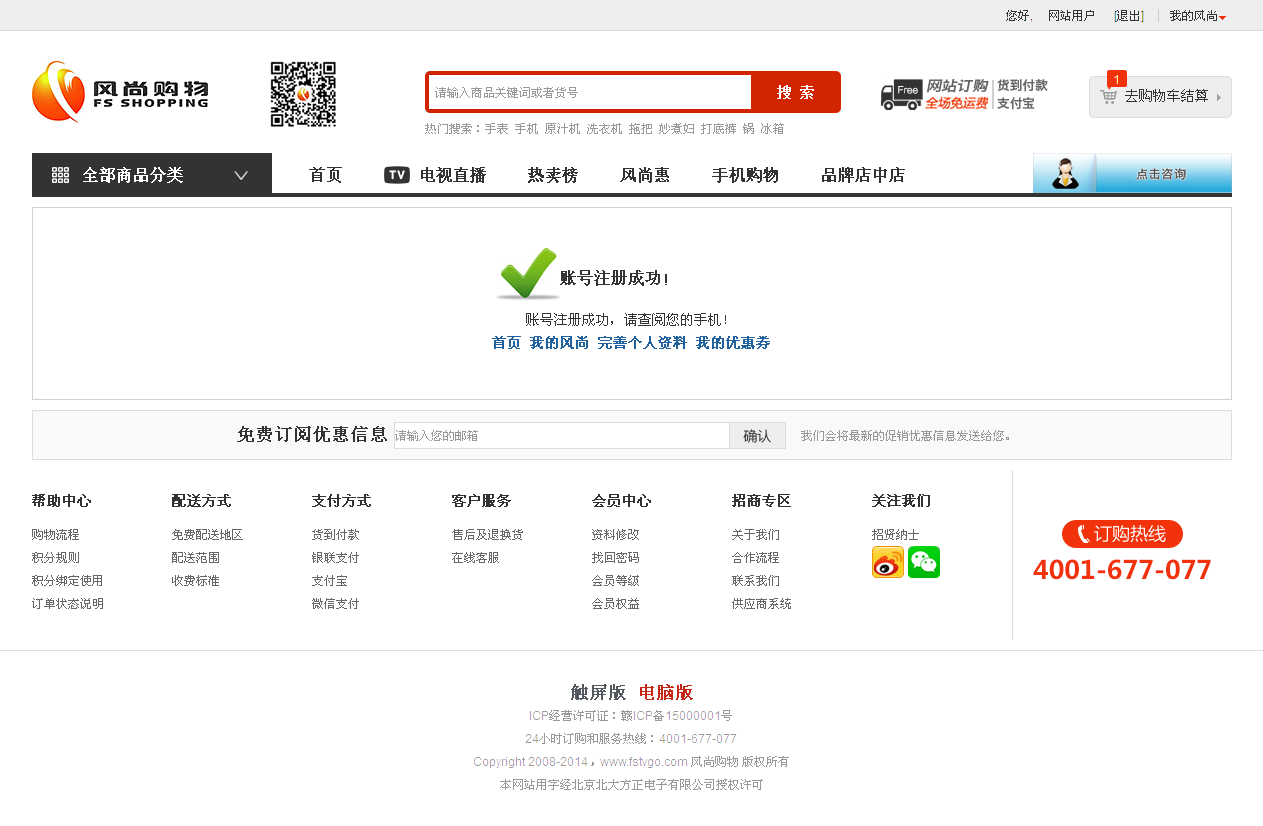 您好, 网站用户 [退出] 我的风尚
风尚购物
FS SHOPPING
请输入商品关键词或者货号 搜 索
热门搜索：手表 手机 原汁机 洗衣机 拖把 妙煮妇 打底裤 锅 冰箱
Free 网站订购 全场免运费 货到付款 支付宝
1
去购物车结算
全部商品分类 首页 TV 电视直播 热卖榜 风尚惠 手机购物 品牌店中店 点击咨询
账号注册成功!
账号注册成功，请查阅您的手机!
首页 我的风尚 完善个人资料 我的优惠券
免费订阅优惠信息 请输入您的邮箱 确认 我们会将最新的促销优惠信息发送给您。
帮助中心 配送方式 支付方式 客户服务 会员中心 招商专区 关注我们
购物流程 免费配送地区 货到付款 售后及退换货 资料修改 关于我们 招贤纳士
积分规则 配送范围 银联支付 在线客服 找回密码 合作流程
积分绑定使用 收费标准 支付宝 会员等级 联系我们
订单状态说明 微信支付 会员权益 供应商系统
订购热线
4001-677-077
触屏版 电脑版
ICP经营许可证：赣ICP备15000001号
24小时订购和服务热线：4001-677-077
Copyright 2008-2014，www.fstvgo.com 风尚购物 版权所有
本网站用字经北京北大方正电子有限公司授权许可